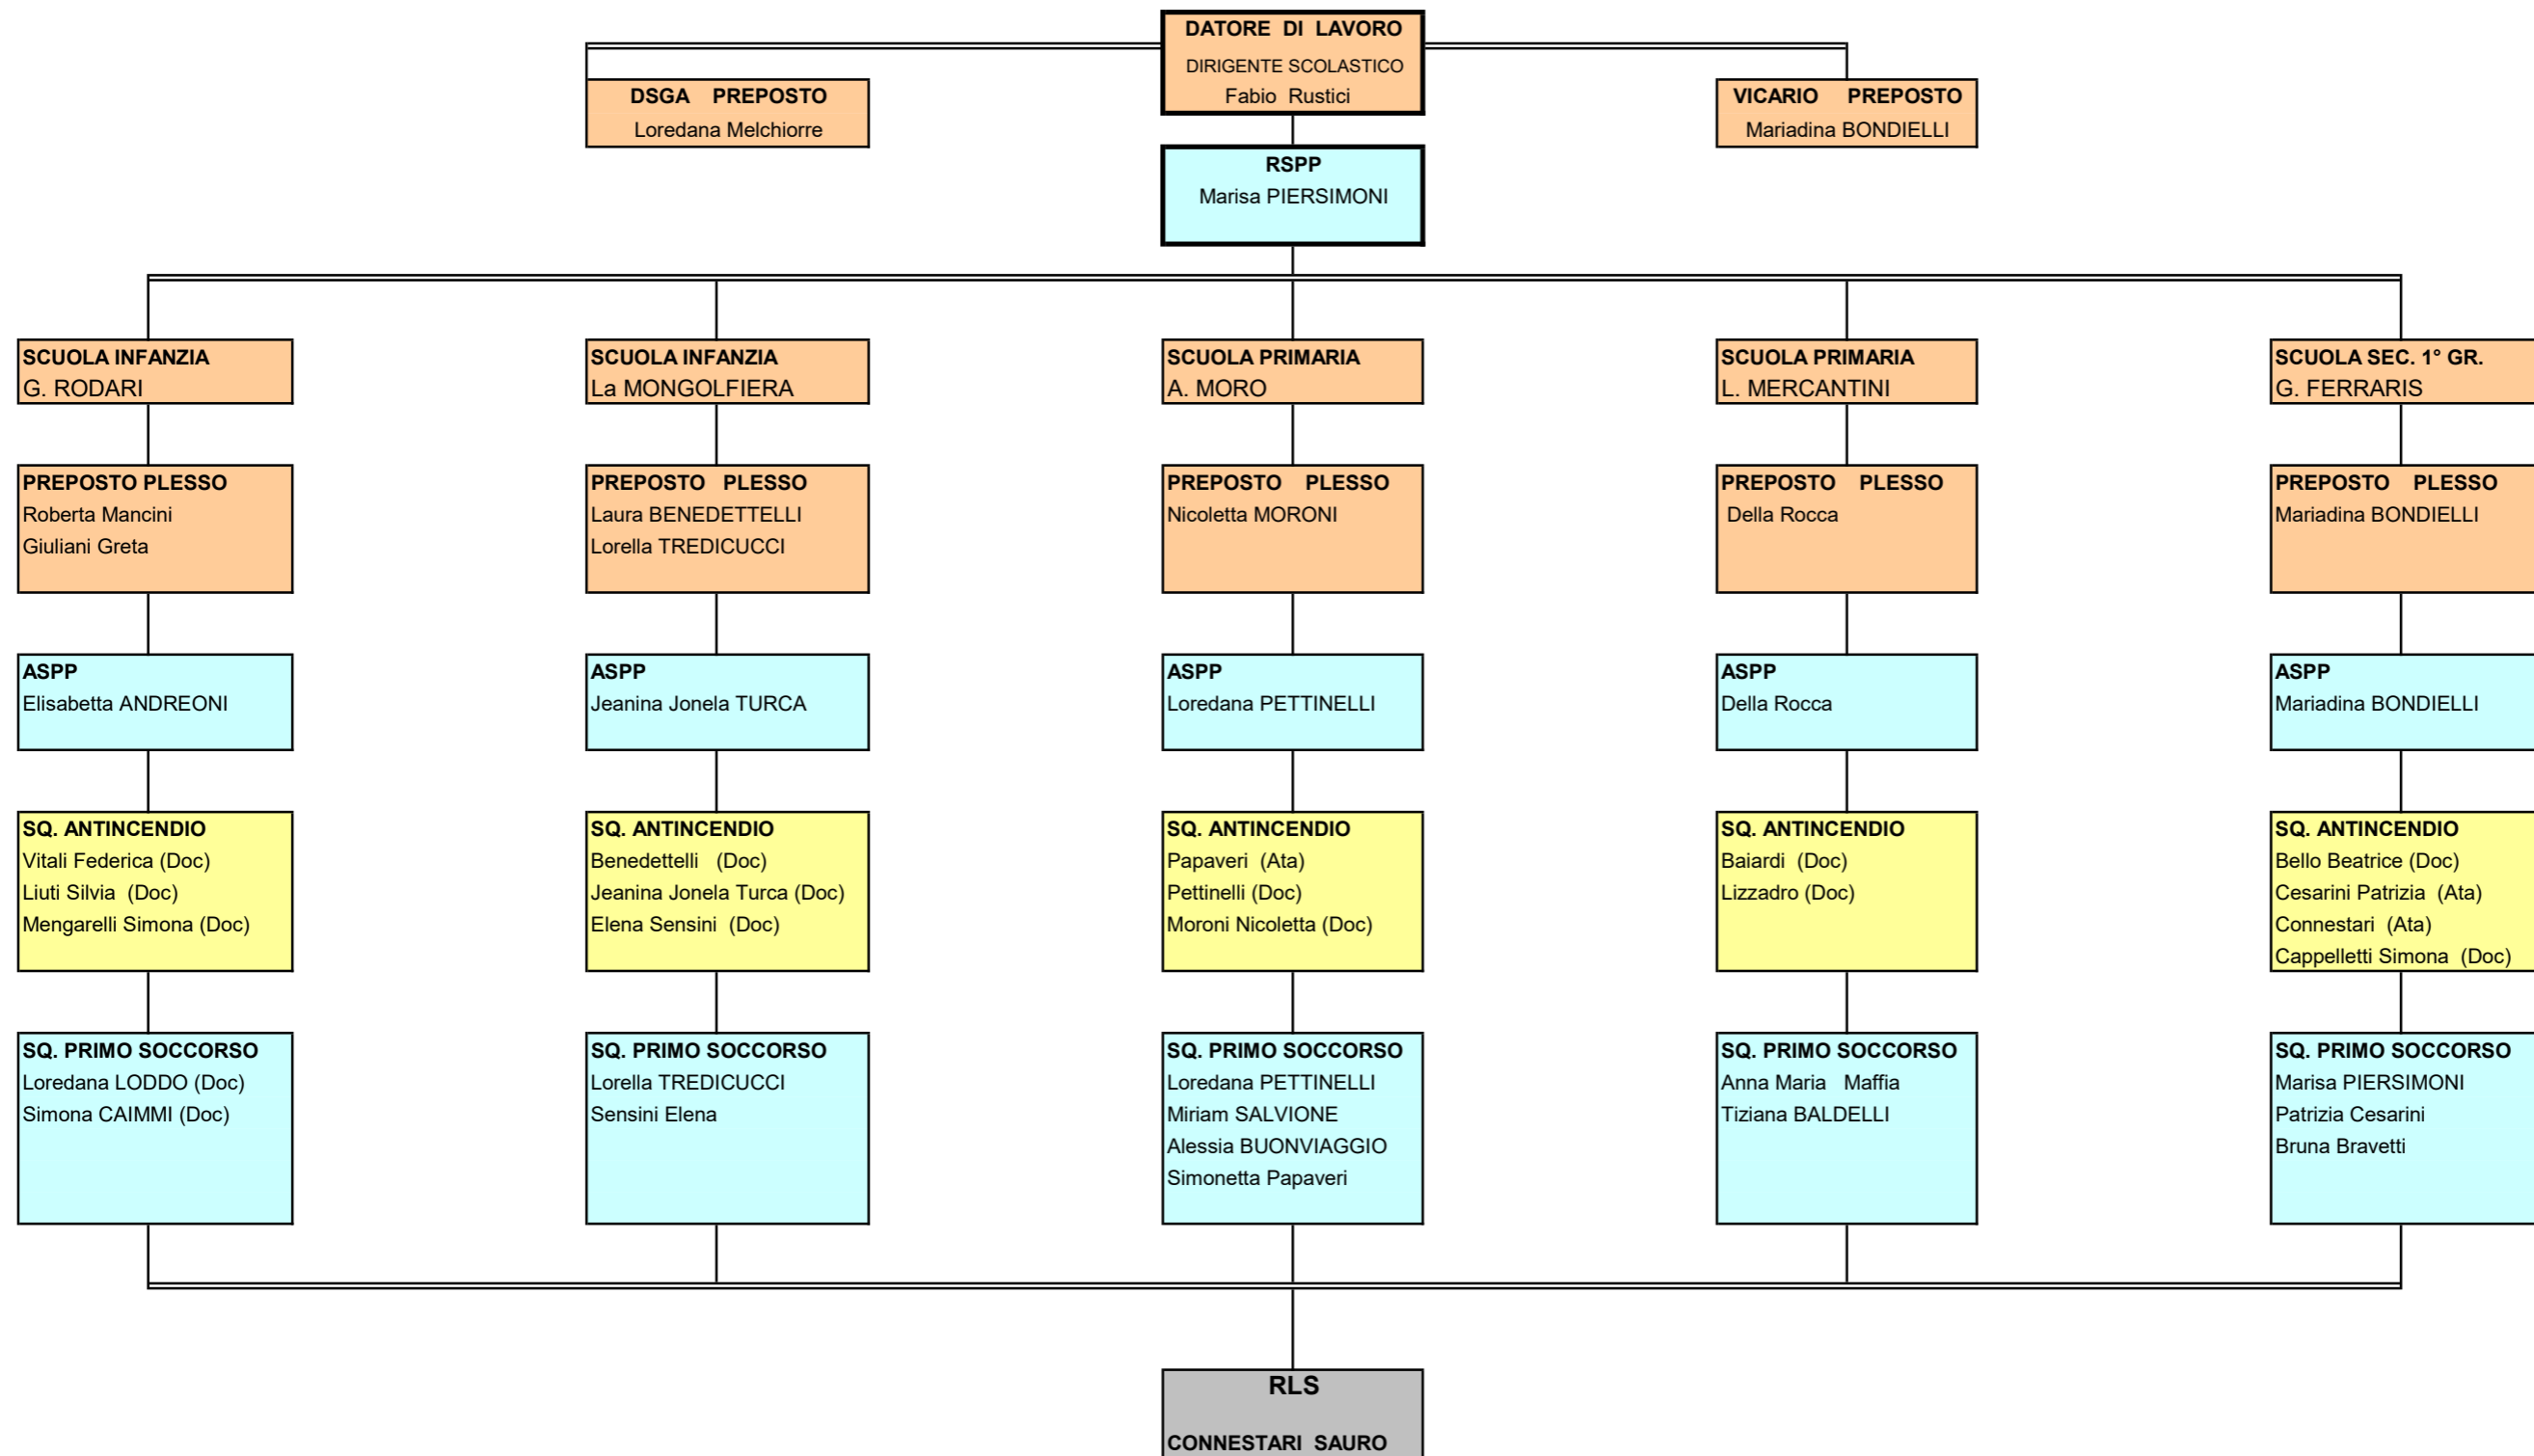 DATORE DI LAVORO
DIRIGENTE SCOLASTICO
Fabio Rustici
DSGA PREPOSTO
Loredana Melchiorre
VICARIO PREPOSTO
Mariadina BONDIELLI
RSPP
Marisa PIERSIMONI
SCUOLA INFANZIA
G. RODARI
PREPOSTO PLESSO
Roberta Mancini
Giuliani Greta
ASPP
Elisabetta ANDREONI
SQ. ANTINCENDIO
Vitali Federica (Doc)
Liuti Silvia (Doc)
Mengarelli Simona (Doc)
SQ. PRIMO SOCCORSO
Loredana LODDO (Doc)
Simona CAIMMI (Doc)
SCUOLA INFANZIA
La MONGOLFIERA
PREPOSTO PLESSO
Laura BENEDETTELLI
Lorella TREDICUCCI
ASPP
Jeanina Jonela TURCA
SQ. ANTINCENDIO
Benedettelli (Doc)
Jeanina Jonela Turca (Doc)
Elena Sensini (Doc)
SQ. PRIMO SOCCORSO
Lorella TREDICUCCI
Sensini Elena
SCUOLA PRIMARIA
A. MORO
PREPOSTO PLESSO
Nicoletta MORONI
ASPP
Loredana PETTINELLI
SQ. ANTINCENDIO
Papaveri (Ata)
Pettinelli (Doc)
Moroni Nicoletta (Doc)
SQ. PRIMO SOCCORSO
Loredana PETTINELLI
Miriam SALVIONE
Alessia BUONVIAGGIO
Simonetta Papaveri
SCUOLA PRIMARIA
L. MERCANTINI
PREPOSTO PLESSO
Della Rocca
ASPP
Della Rocca
SQ. ANTINCENDIO
Baiardi (Doc)
Lizzadro (Doc)
SQ. PRIMO SOCCORSO
Anna Maria Maffia
Tiziana BALDELLI
SCUOLA SEC. 1° GR.
G. FERRARIS
PREPOSTO PLESSO
Mariadina BONDIELLI
ASPP
Mariadina BONDIELLI
SQ. ANTINCENDIO
Bello Beatrice (Doc)
Cesarini Patrizia (Ata)
Connestari (Ata)
Cappelletti Simona (Doc)
SQ. PRIMO SOCCORSO
Marisa PIERSIMONI
Patrizia Cesarini
Bruna Bravetti
RLS
CONNESTARI SAURO